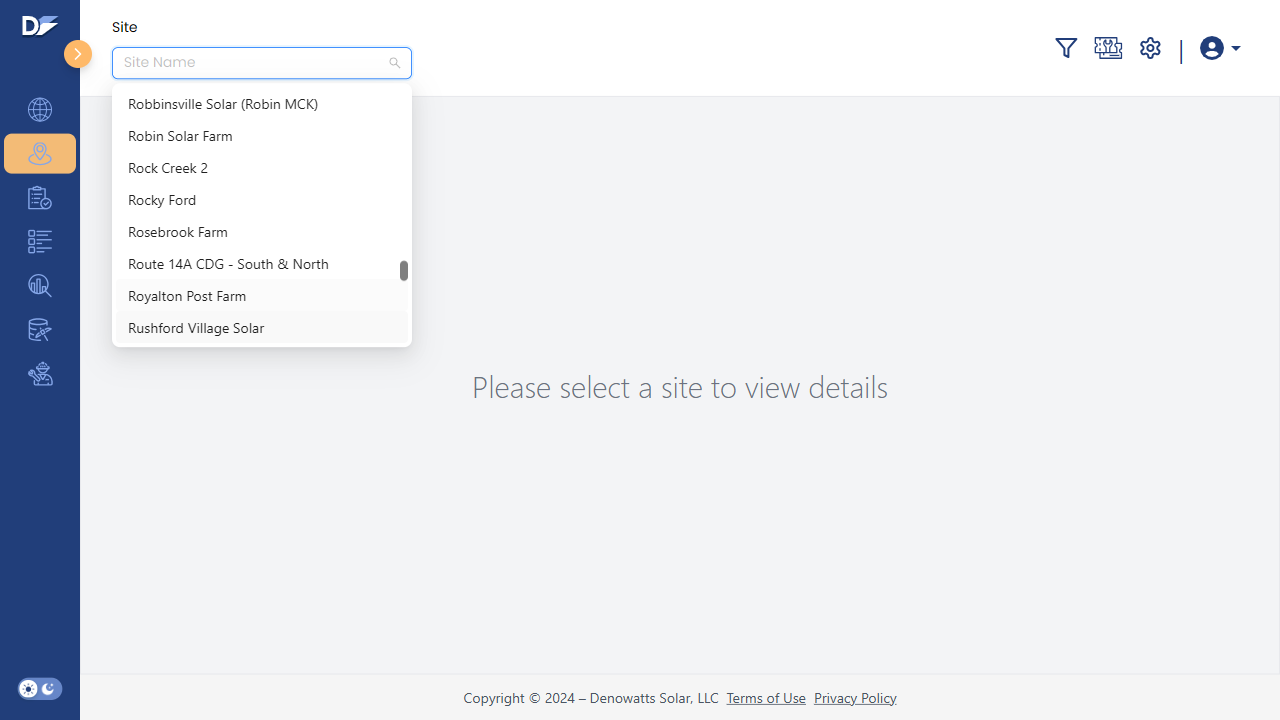 Site
Site Name
Robbinsville Solar (Robin MCK)
Robin Solar Farm
Rock Creek 2
Rocky Ford
Rosebrook Farm
Route 14A CDG - South & North
Royalton Post Farm
Rushford Village Solar
Please select a site to view details
Copyright © 2024 – Denowatts Solar, LLC Terms of Use Privacy Policy